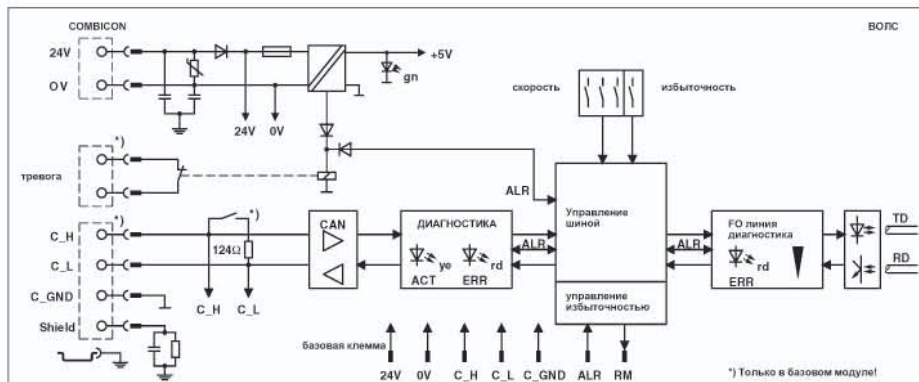 COMBICON
ВОЛС
24V
+5V
gn
OV
скорость
избыточность
24V
0V
*)
тревога
ALR
*)
C_H
*)
CAN
ДИАГНОСТИКА
Управление
шиной
FO линия
диагностика
TD
124Ω
ALR
ALR
C_L
ye
rd
rd
RD
ACT
ERR
ERR
C_GND
C_H
C_L
управление
избыточностью
Shield
базовая клемма
24V
0V
C_H
C_L
C_GND
ALR
RM
*) Только в базовом модуле!